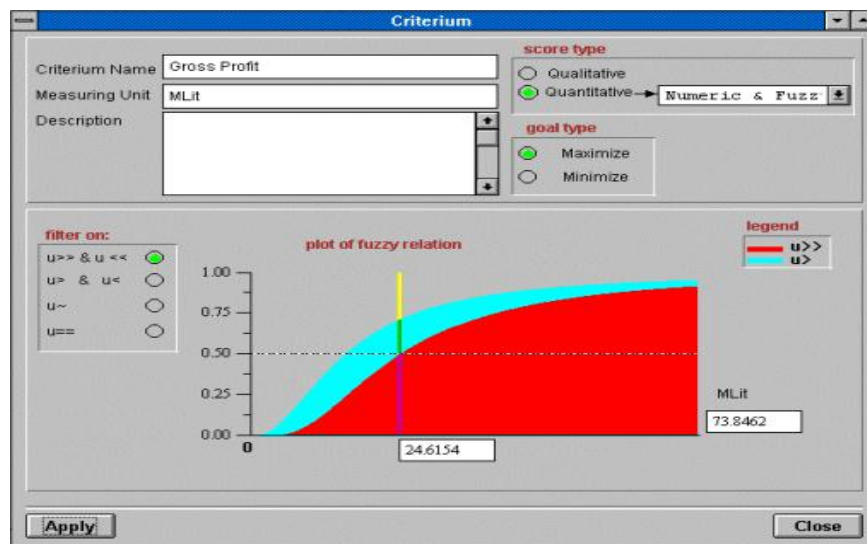 Criterium
Criterium Name Gross Profit
Measuring Unit MLit
Description
score type
Qualitative
Quantitative Numeric & Fuzz
goal type
Maximize
Minimize
filter on:
u>> & u <<
u> & u<
u~
u==
plot of fuzzy relation
legend
u>>
u>
1.00
0.75
0.50
0.25
0.00
0
24.6154
MLit
73.8462
Apply
Close